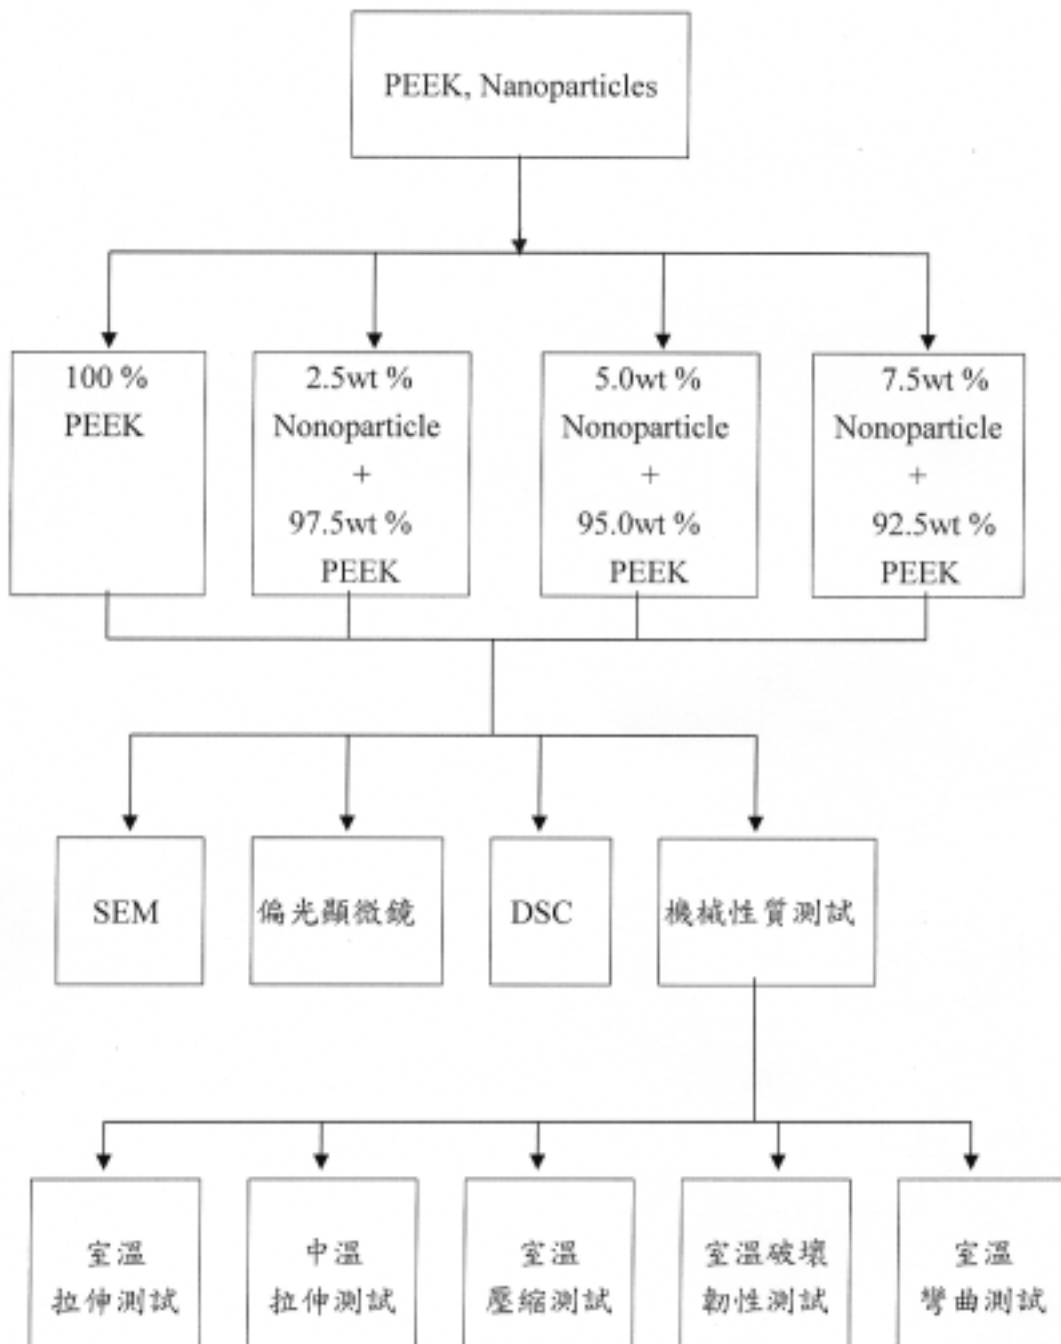 PEEK, Nanoparticles
100 %
PEEK
2.5wt %
Nonoparticle
+
97.5wt %
PEEK
5.0wt %
Nonoparticle
+
95.0wt %
PEEK
7.5wt %
Nonoparticle
+
92.5wt %
PEEK
SEM
偏光顯微鏡
DSC
機械性質測試
室溫
拉伸測試
中溫
拉伸測試
室溫
壓縮測試
室溫破壞
韌性測試
室溫
彎曲測試